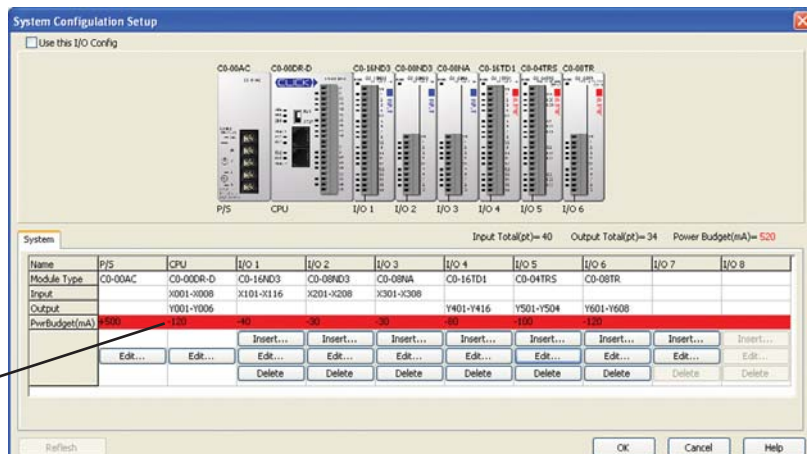 System Configulation Setup
Use this I/O Config
C0-00AC C0-00DR-D C0-16ND3 C0-08ND3 C0-08NA C0-16TD1 C0-04TRS C0-08TR
CLICK
P/S CPU I/O 1 I/O 2 I/O 3 I/O 4 I/O 5 I/O 6
System Input Total(pt)= 40 Output Total(pt)= 34 Power Budget(mA)= 520
Name P/S CPU I/O 1 I/O 2 I/O 3 I/O 4 I/O 5 I/O 6 I/O 7 I/O 8
Module Type C0-00AC C0-00DR-D C0-16ND3 C0-08ND3 C0-08NA C0-16TD1 C0-04TRS C0-08TR
Input X001-X008 X101-X116 X201-X208 X301-X308
Output Y001-Y006 Y401-Y416 Y501-Y504 Y601-Y608
PwrBudget(mA) +500 -120 -40 -30 -30 -60 -100 -120
Insert... Insert... Insert... Insert... Insert... Insert... Insert... Insert...
Edit... Edit... Edit... Edit... Edit... Edit... Edit... Edit... Edit... Edit...
Delete Delete Delete Delete Delete Delete Delete Delete
Reflesh OK Cancel Help